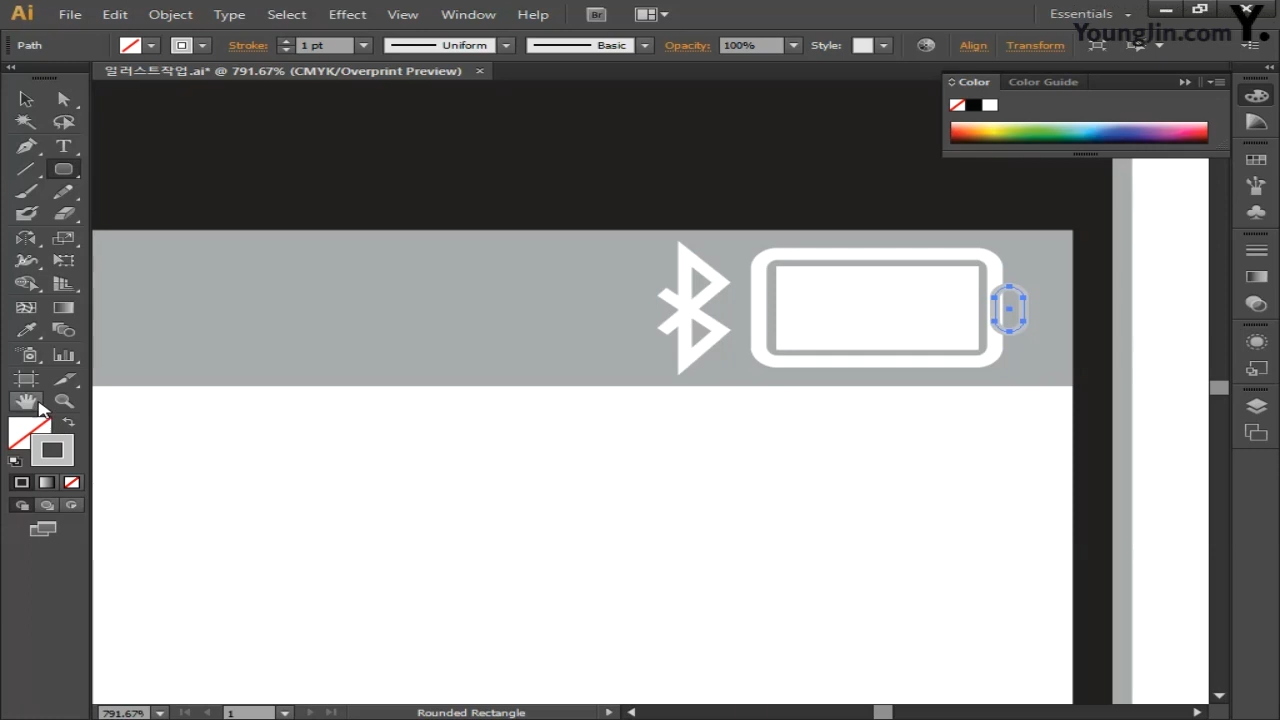 Ai File Edit Object Type Select Effect View Window Help Br Essentials
YoungJin.com Y.
Path Stroke: 1 pt Uniform Basic Opacity: 100% Style: Align Transform
일러스트작업.ai* @ 791.67% (CMYK/Overprint Preview) ×
Color Color Guide
T
791.67% 1 Rounded Rectangle